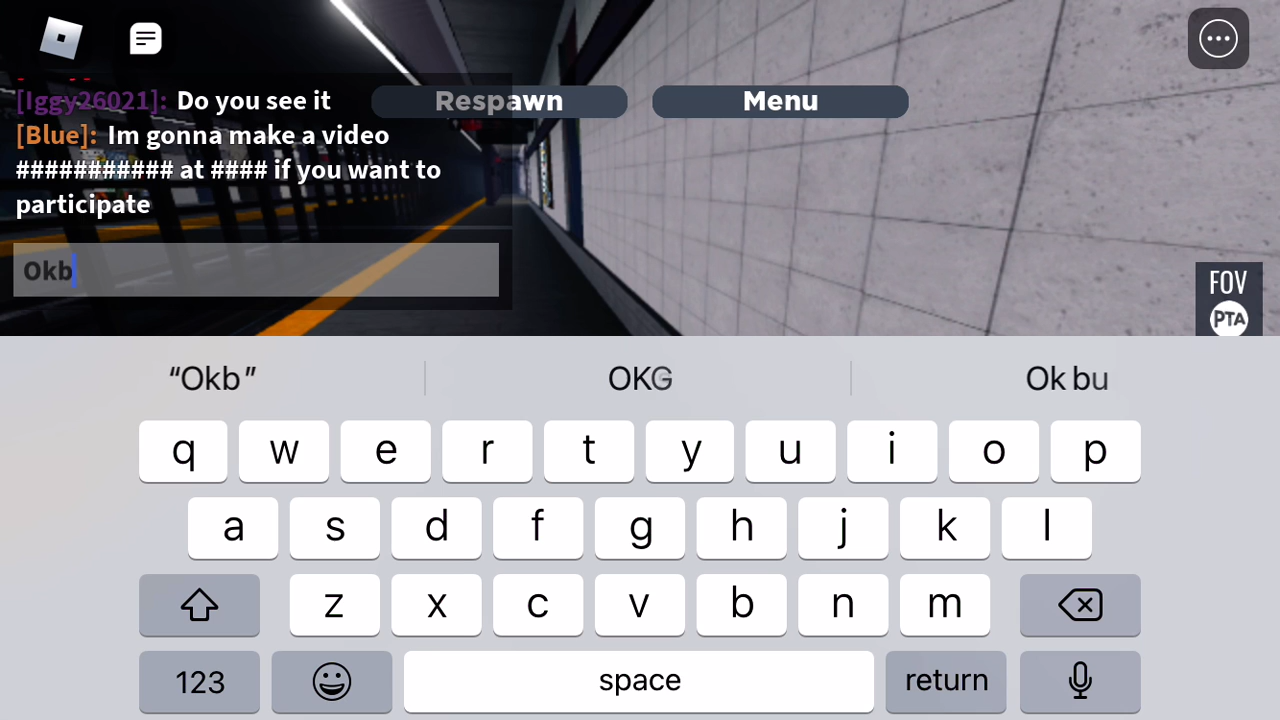 [Iggy26021]: Do you see it
Respawn
Menu
[Blue]: Im gonna make a video
########### at #### if you want to
participate
Okb
FOV
PTA
“Okb”
OKG
Ok bu
q w e r t y u i o p
a s d f g h j k l
z x c v b n m
123
space
return